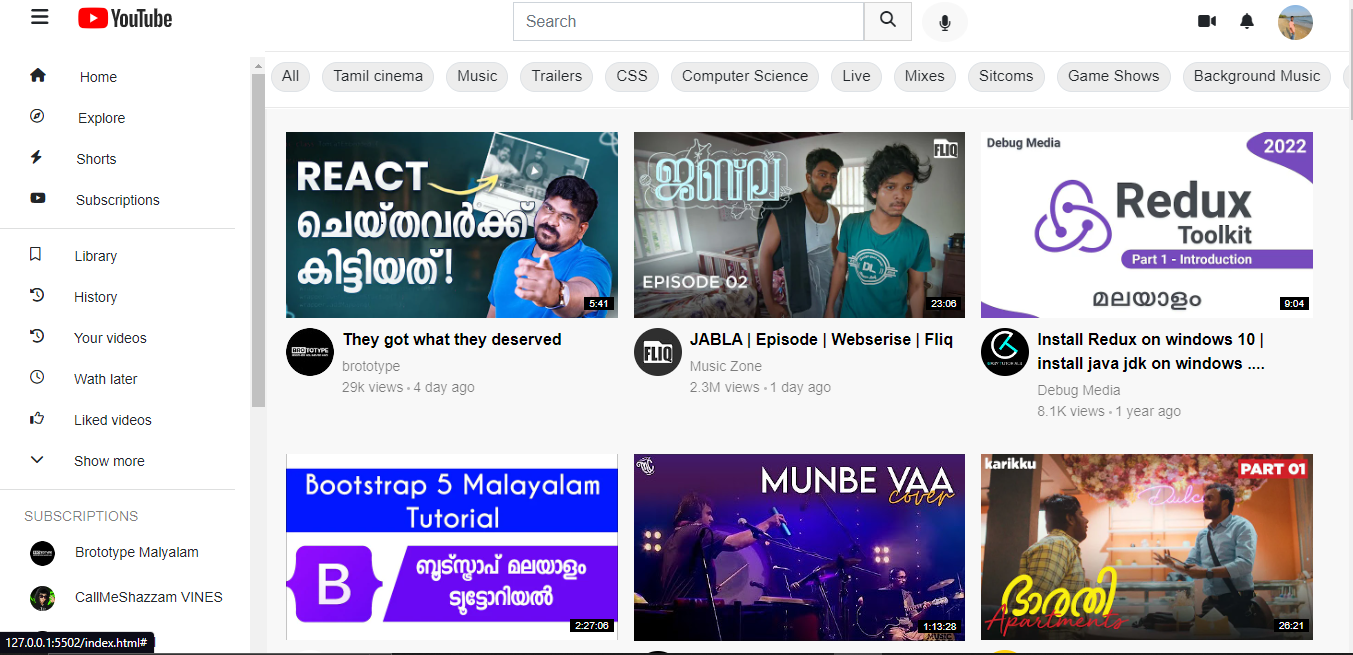 YouTube
Search
Home
Explore
Shorts
Subscriptions
Library
History
Your videos
Wath later
Liked videos
Show more
SUBSCRIPTIONS
Brototype Malyalam
CallMeShazzam VINES
127.0.0.1:5502/index.html#
All
Tamil cinema
Music
Trailers
CSS
Computer Science
Live
Mixes
Sitcoms
Game Shows
Background Music
REACT
ചെയ്തവർക്ക്
കിട്ടിയത്!
5:41
BROTOTYPE
They got what they deserved
brototype
29k views • 4 day ago
FLIQ
ജബ്‌ല
EPISODE 02
23:06
FLIQ
JABLA | Episode | Webserise | Fliq
Music Zone
2.3M views • 1 day ago
Debug Media
2022
Redux
Toolkit
Part 1 - Introduction
മലയാളം
9:04
Install Redux on windows 10 |
install java jdk on windows ....
Debug Media
8.1K views • 1 year ago
Bootstrap 5 Malayalam
Tutorial
B
ബൂട്സ്ട്രാപ് മലയാളം
ട്യൂട്ടോറിയൽ
2:27:06
MUNBE VAA
cover
1:13:28
MUSIC
karikku
PART 01
Dulce
ഭാരതി
Apartments
26:21